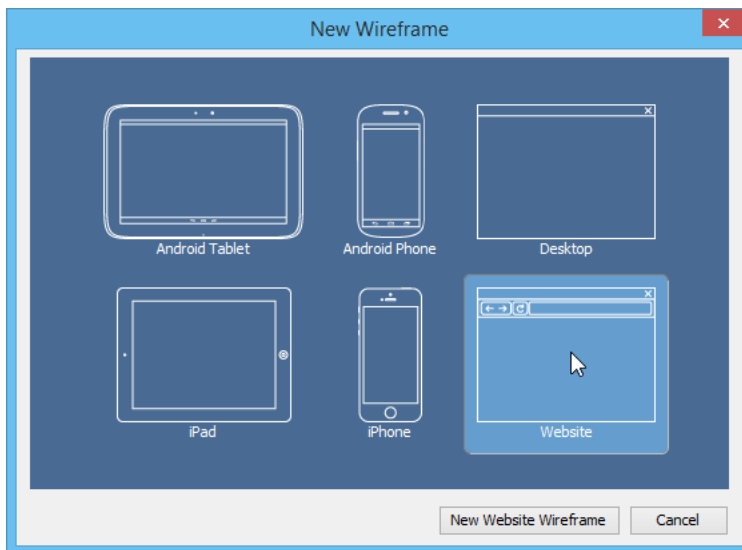 New Wireframe
Android Tablet
Android Phone
Desktop
iPad
iPhone
Website
New Website Wireframe
Cancel